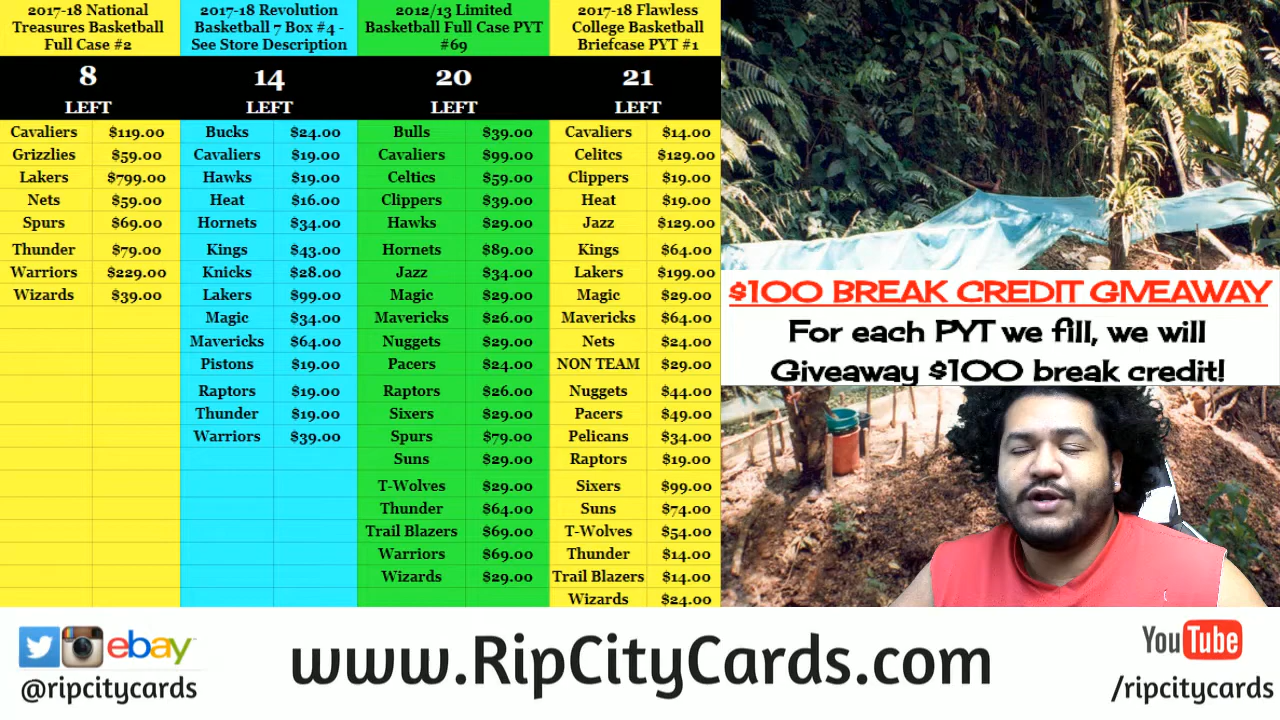 2017-18 National
Treasures Basketball
Full Case #2
8
LEFT
Cavaliers $119.00
Grizzlies $59.00
Lakers $799.00
Nets $59.00
Spurs $69.00
Thunder $79.00
Warriors $229.00
Wizards $39.00
2017-18 Revolution
Basketball 7 Box #4 -
See Store Description
14
LEFT
Bucks $24.00
Cavaliers $19.00
Hawks $19.00
Heat $16.00
Hornets $34.00
Kings $43.00
Knicks $28.00
Lakers $99.00
Magic $34.00
Mavericks $64.00
Pistons $19.00
Raptors $19.00
Thunder $19.00
Warriors $39.00
2012/13 Limited
Basketball Full Case PYT
#69
20
LEFT
Bulls $39.00
Cavaliers $99.00
Celtics $59.00
Clippers $39.00
Hawks $29.00
Hornets $89.00
Jazz $34.00
Magic $29.00
Mavericks $26.00
Nuggets $29.00
Pacers $24.00
Raptors $26.00
Sixers $29.00
Spurs $79.00
Suns $29.00
T-Wolves $29.00
Thunder $64.00
Trail Blazers $69.00
Warriors $69.00
Wizards $29.00
2017-18 Flawless
College Basketball
Briefcase PYT #1
21
LEFT
Cavaliers $14.00
Celitcs $129.00
Clippers $19.00
Heat $19.00
Jazz $129.00
Kings $64.00
Lakers $199.00
Magic $29.00
Mavericks $64.00
Nets $24.00
NON TEAM $29.00
Nuggets $44.00
Pacers $49.00
Pelicans $34.00
Raptors $19.00
Sixers $99.00
Suns $74.00
T-Wolves $54.00
Thunder $14.00
Trail Blazers $14.00
Wizards $24.00
$100 BREAK CREDIT GIVEAWAY
For each PYT we fill, we will
Giveaway $100 break credit!
ebay
@ripcitycards
www.RipCityCards.com
YouTube
/ripcitycards